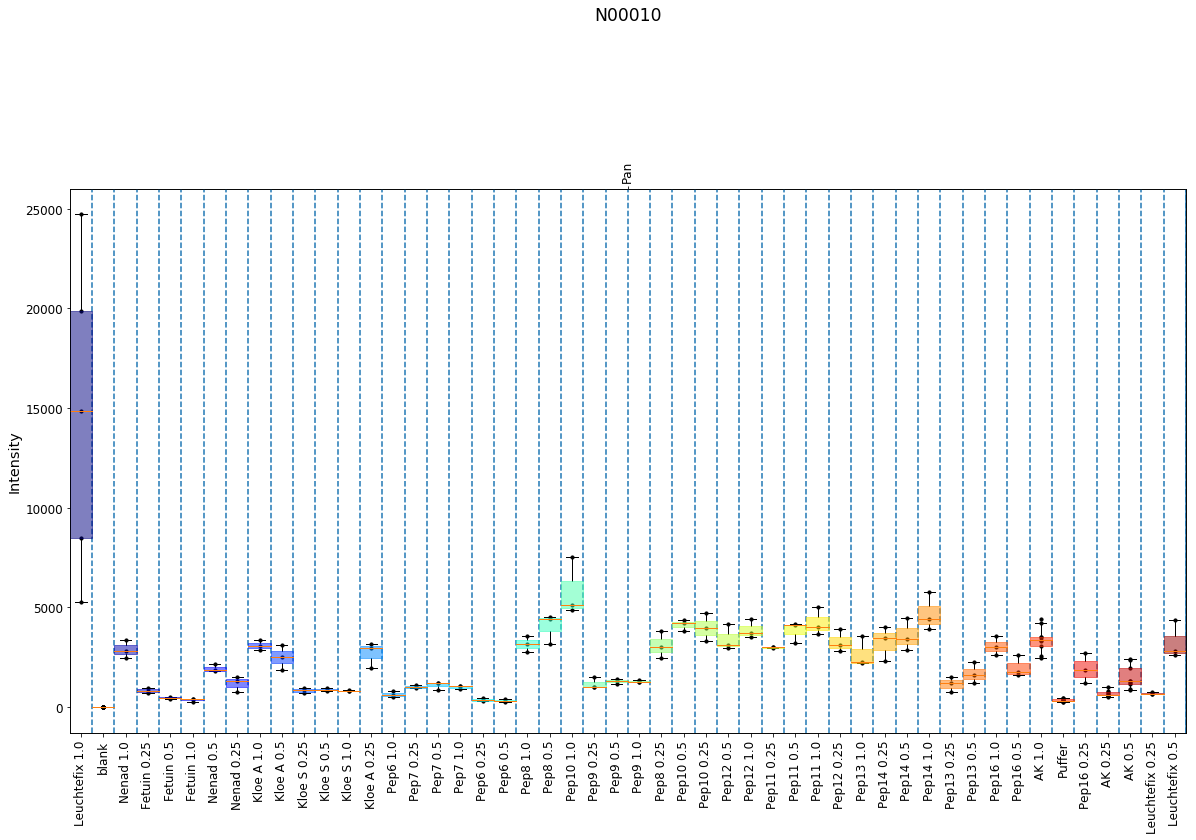 N00010
Pan
Intensity
25000
20000
15000
10000
5000
0
Leuchtefix 1.0
blank
Nenad 1.0
Fetuin 0.25
Fetuin 0.5
Fetuin 1.0
Nenad 0.5
Nenad 0.25
Kloe A 1.0
Kloe A 0.5
Kloe S 0.25
Kloe S 0.5
Kloe S 1.0
Kloe A 0.25
Pep6 1.0
Pep7 0.25
Pep7 0.5
Pep7 1.0
Pep6 0.25
Pep6 0.5
Pep8 1.0
Pep8 0.5
Pep10 1.0
Pep9 0.25
Pep9 0.5
Pep9 1.0
Pep8 0.25
Pep10 0.5
Pep10 0.25
Pep12 0.5
Pep12 1.0
Pep11 0.25
Pep11 0.5
Pep11 1.0
Pep12 0.25
Pep13 1.0
Pep14 0.25
Pep14 0.5
Pep14 1.0
Pep13 0.25
Pep13 0.5
Pep16 1.0
Pep16 0.5
AK 1.0
Puffer
Pep16 0.25
AK 0.25
AK 0.5
Leuchtefix 0.25
Leuchtefix 0.5